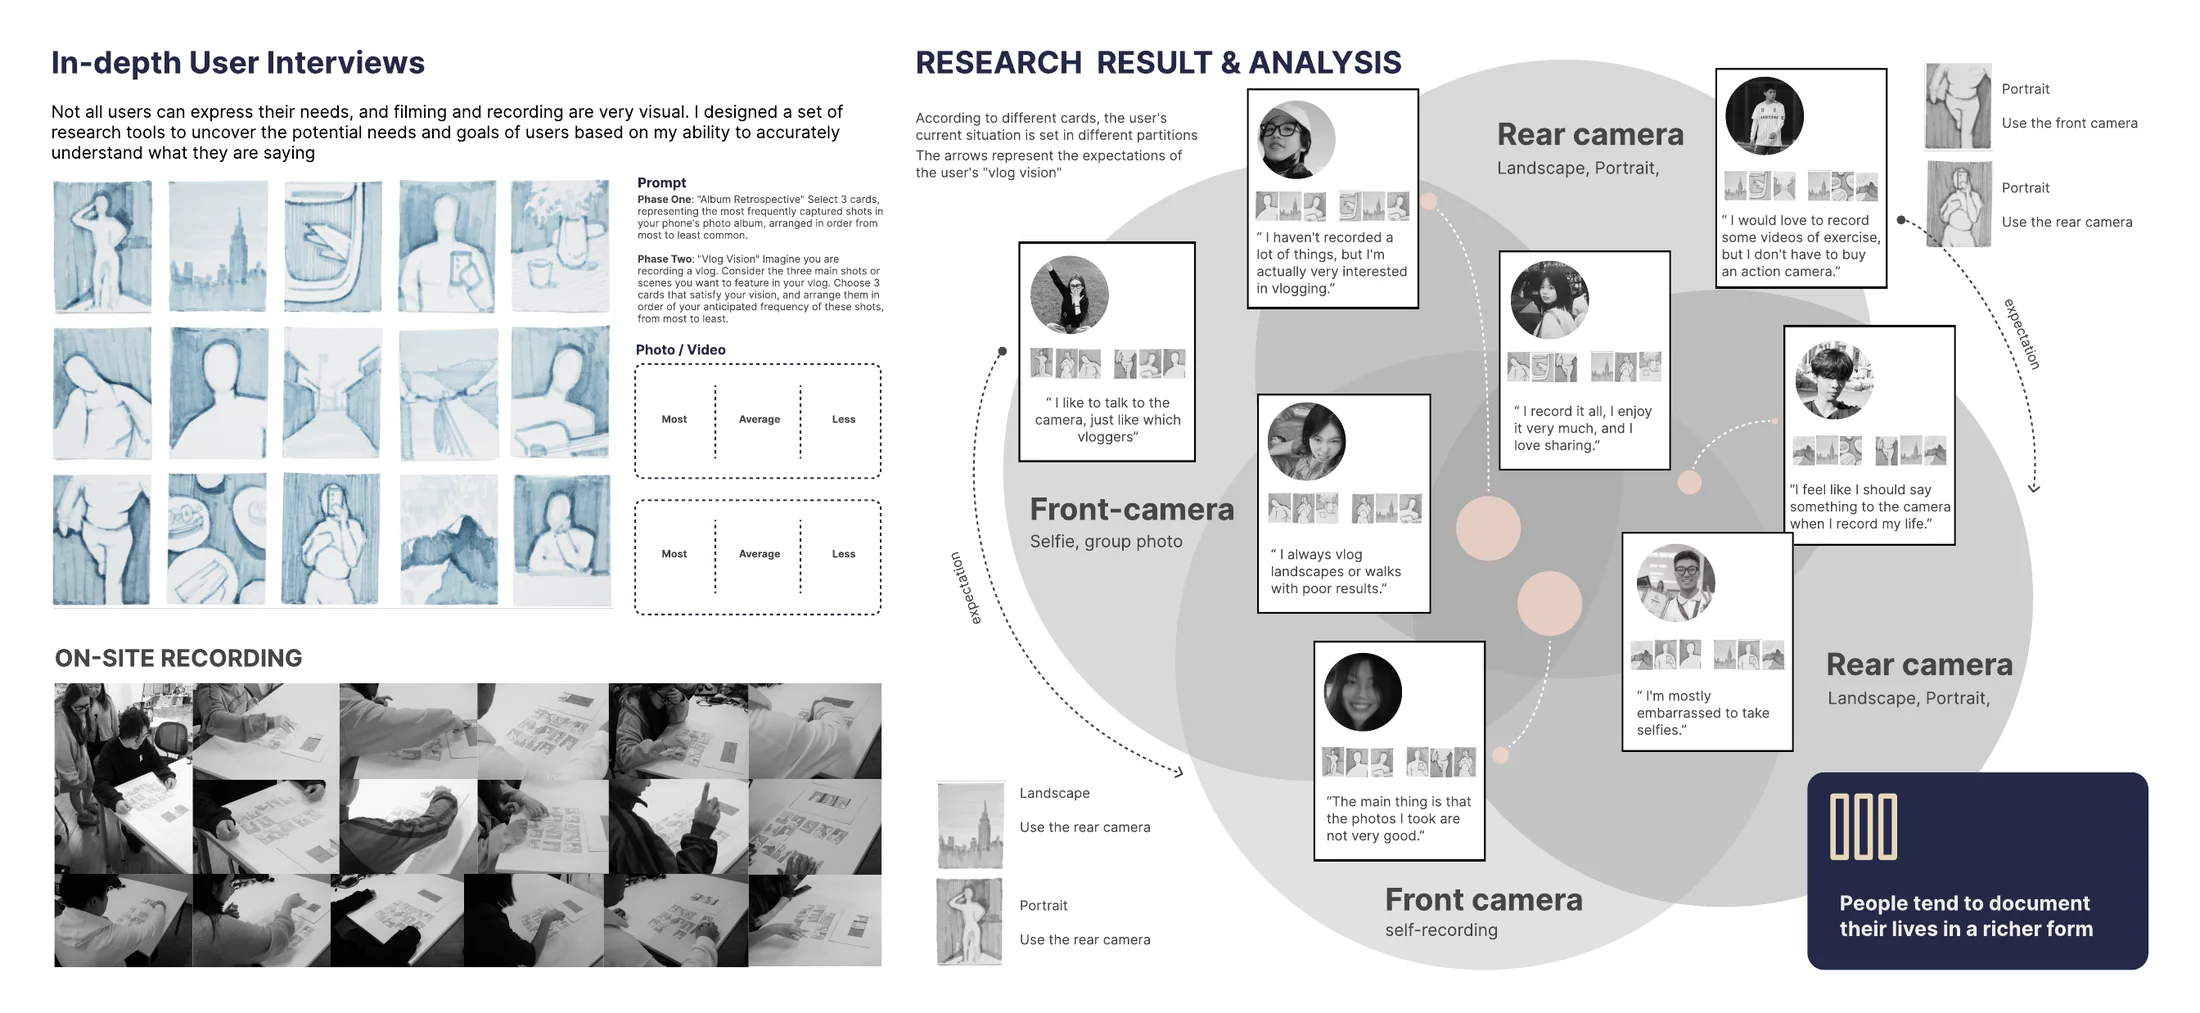 In-depth User Interviews
Not all users can express their needs, and filming and recording are very visual. I designed a set of
research tools to uncover the potential needs and goals of users based on my ability to accurately
understand what they are saying
Prompt
Phase One: "Album Retrospective" Select 3 cards,
representing the most frequently captured shots in
your phone's photo album, arranged in order from
most to least common.
Phase Two: "Vlog Vision" Imagine you are
recording a vlog. Consider the three main shots or
scenes you want to feature in your vlog. Choose 3
cards that satisfy your vision, and arrange them in
order of your anticipated frequency of these shots,
from most to least.
Photo / Video
Most
Average
Less
Most
Average
Less
ON-SITE RECORDING
RESEARCH RESULT & ANALYSIS
According to different cards, the user's
current situation is set in different partitions
The arrows represent the expectations of
the user's "vlog vision"
“ I haven't recorded a
lot of things, but I'm
actually very interested
in vlogging.”
Rear camera
Landscape, Portrait,
“ I would love to record
some videos of exercise,
but I don't have to buy
an action camera.”
Portrait
Use the front camera
Portrait
Use the rear camera
expectation
“ I like to talk to the
camera, just like which
vloggers”
“ I record it all, I enjoy
it very much, and I
love sharing.”
“I feel like I should say
something to the camera
when I record my life.”
Front-camera
Selfie, group photo
“ I always vlog
landscapes or walks
with poor results.”
expectation
“ I'm mostly
embarrassed to take
selfies.”
Rear camera
Landscape, Portrait,
“The main thing is that
the photos I took are
not very good.”
Landscape
Use the rear camera
Portrait
Use the rear camera
Front camera
self-recording
People tend to document
their lives in a richer form